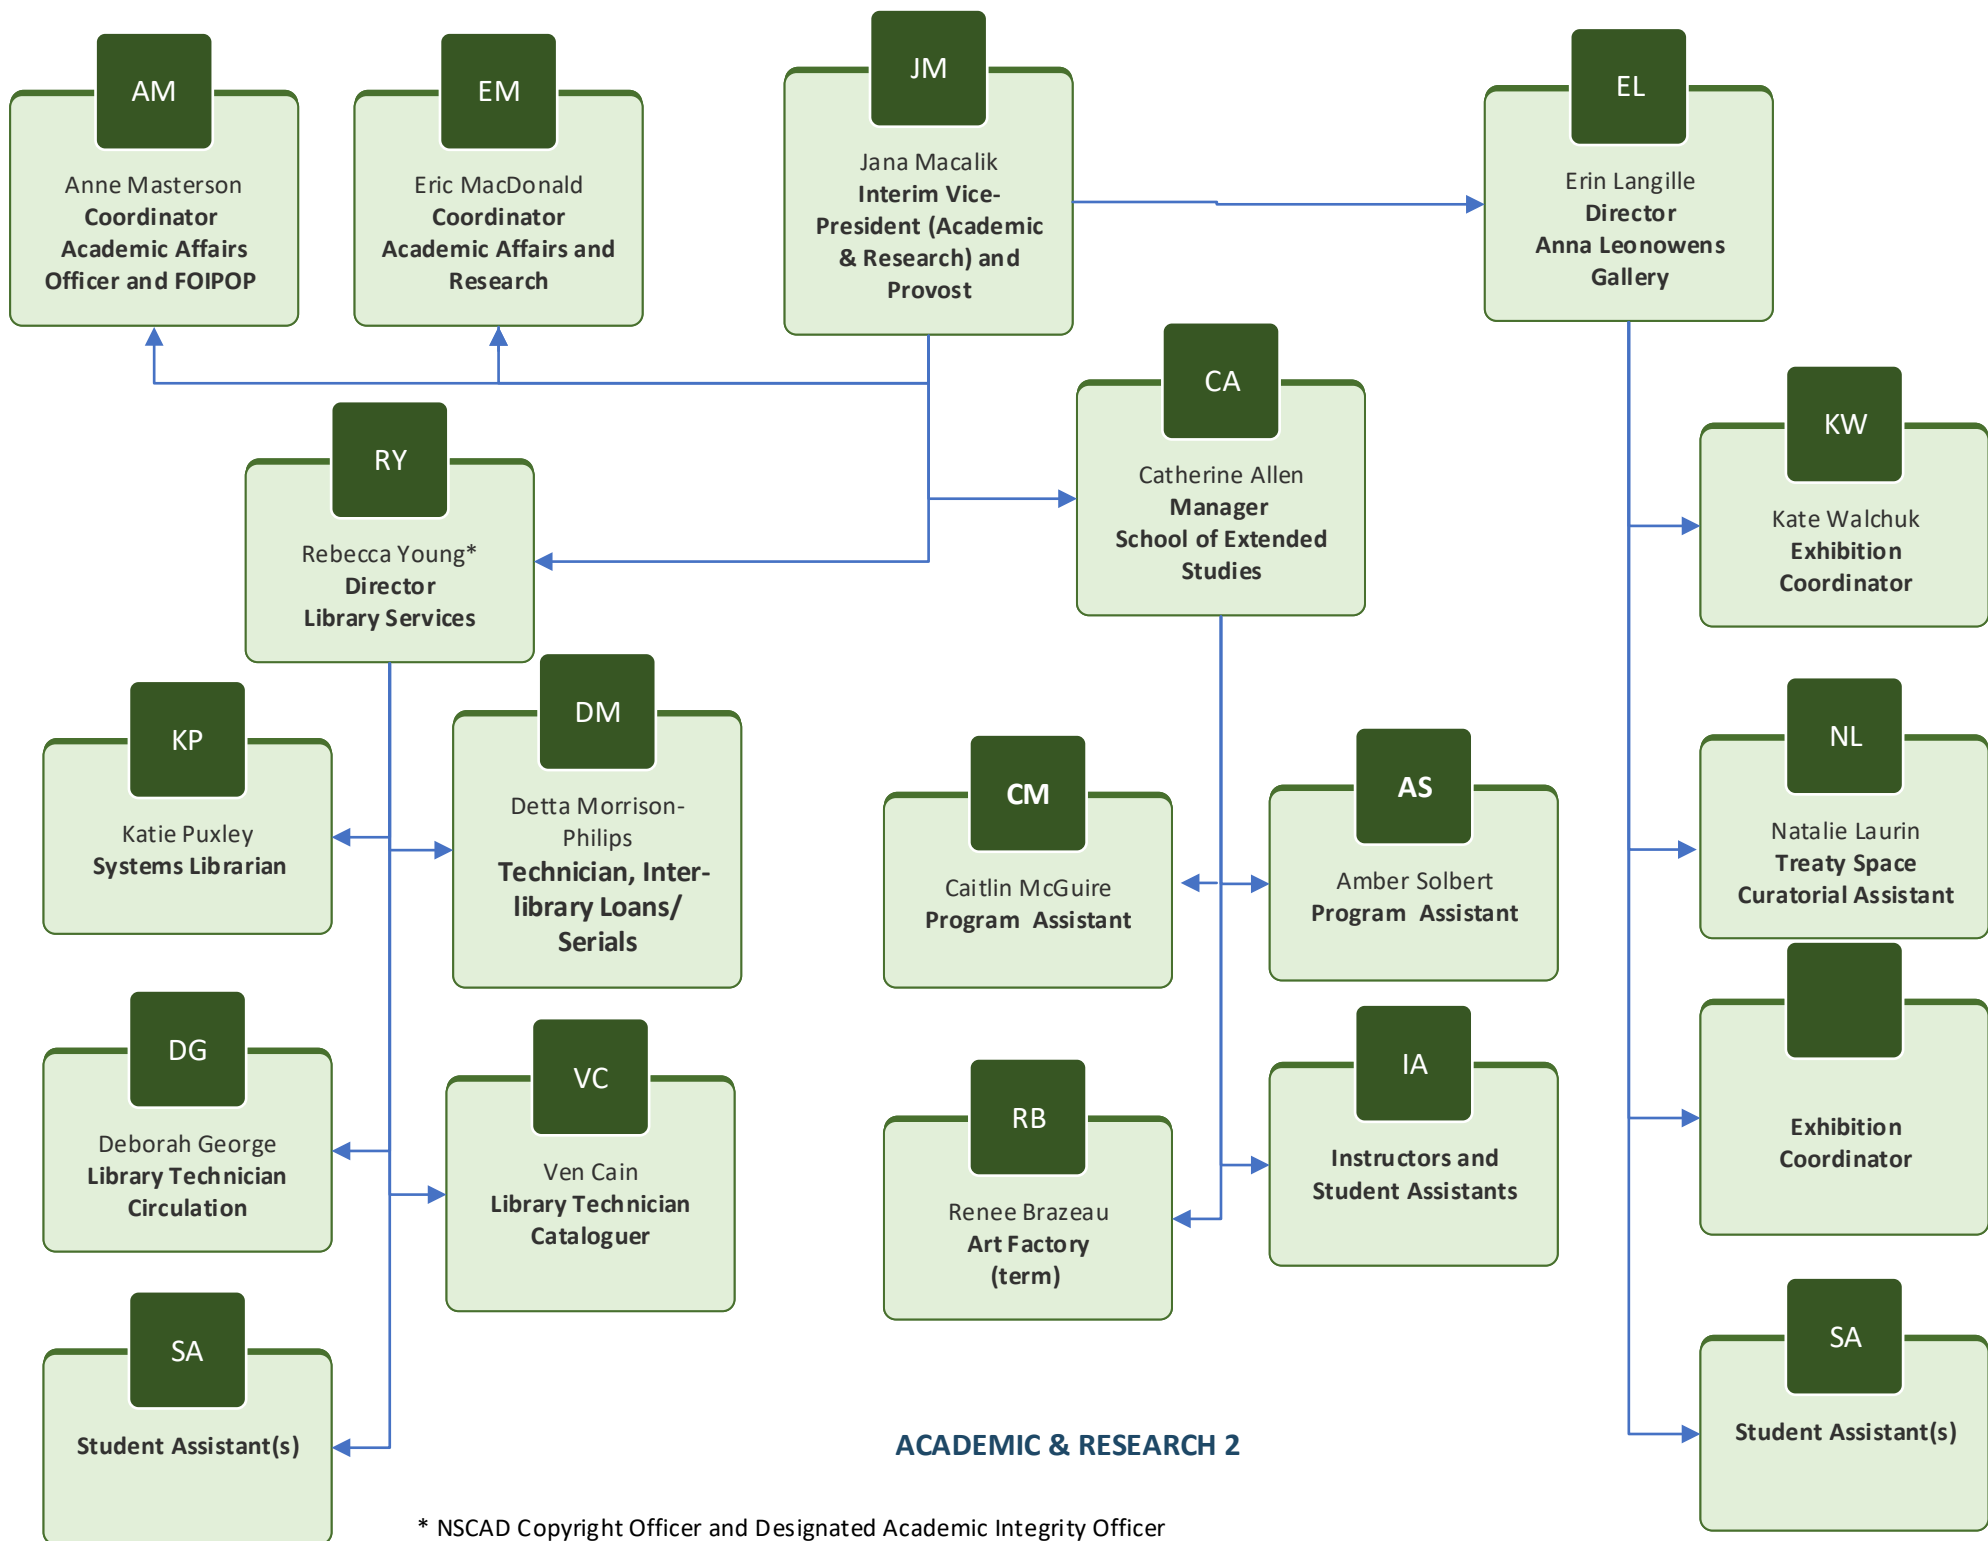 AM
Anne Masterson
Coordinator
Academic Affairs
Officer and FOIPOP
EM
Eric MacDonald
Coordinator
Academic Affairs and
Research
JM
Jana Macalik
Interim Vice-
President (Academic
& Research) and
Provost
EL
Erin Langille
Director
Anna Leonowens
Gallery
RY
Rebecca Young*
Director
Library Services
CA
Catherine Allen
Manager
School of Extended
Studies
KW
Kate Walchuk
Exhibition
Coordinator
KP
Katie Puxley
Systems Librarian
DM
Detta Morrison-
Philips
Technician, Inter-
library Loans/
Serials
CM
Caitlin McGuire
Program Assistant
AS
Amber Solbert
Program Assistant
NL
Natalie Laurin
Treaty Space
Curatorial Assistant
DG
Deborah George
Library Technician
Circulation
VC
Ven Cain
Library Technician
Cataloguer
RB
Renee Brazeau
Art Factory
(term)
IA
Instructors and
Student Assistants
Exhibition
Coordinator
SA
Student Assistant(s)
SA
Student Assistant(s)
ACADEMIC & RESEARCH 2
* NSCAD Copyright Officer and Designated Academic Integrity Officer